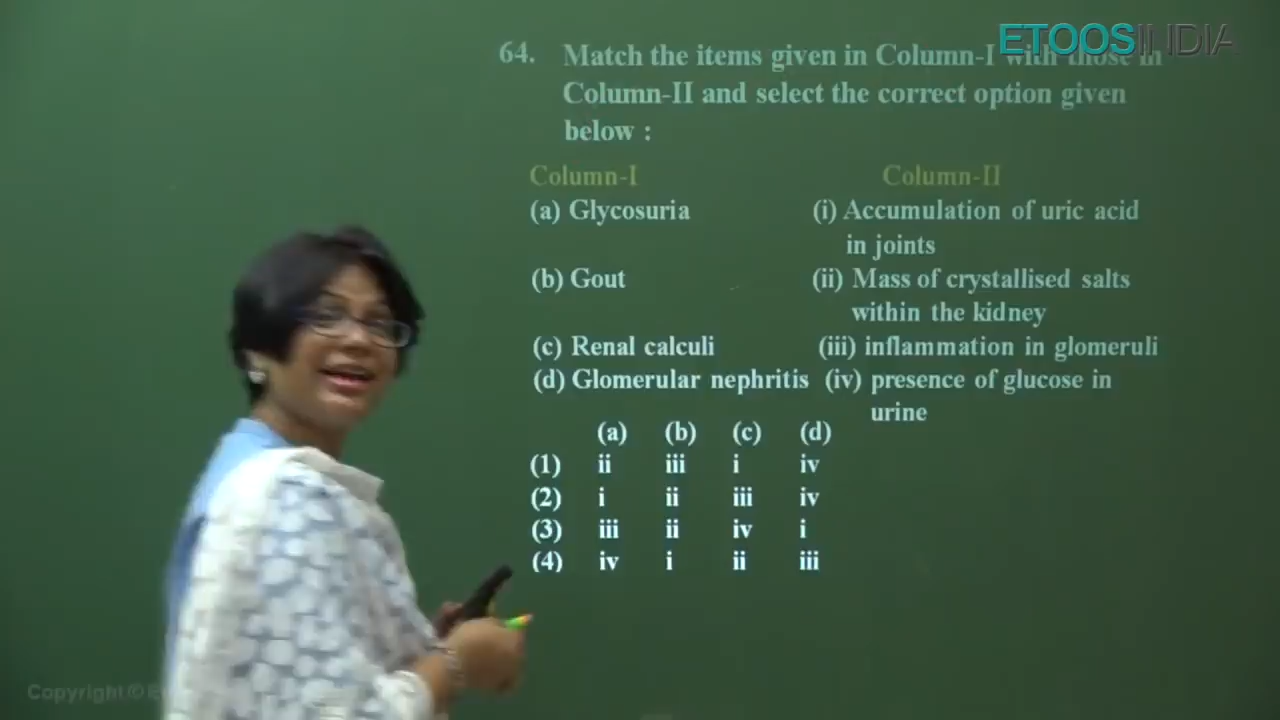 ETOOSINDIA
64. Match the items given in Column-I with those in
Column-II and select the correct option given
below :
Column-I Column-II
(a) Glycosuria (i) Accumulation of uric acid
in joints
(b) Gout (ii) Mass of crystallised salts
within the kidney
(c) Renal calculi (iii) inflammation in glomeruli
(d) Glomerular nephritis (iv) presence of glucose in
urine
(a) (b) (c) (d)
(1) ii iii i iv
(2) i ii iii iv
(3) iii ii iv i
(4) iv i ii iii
Copyright©